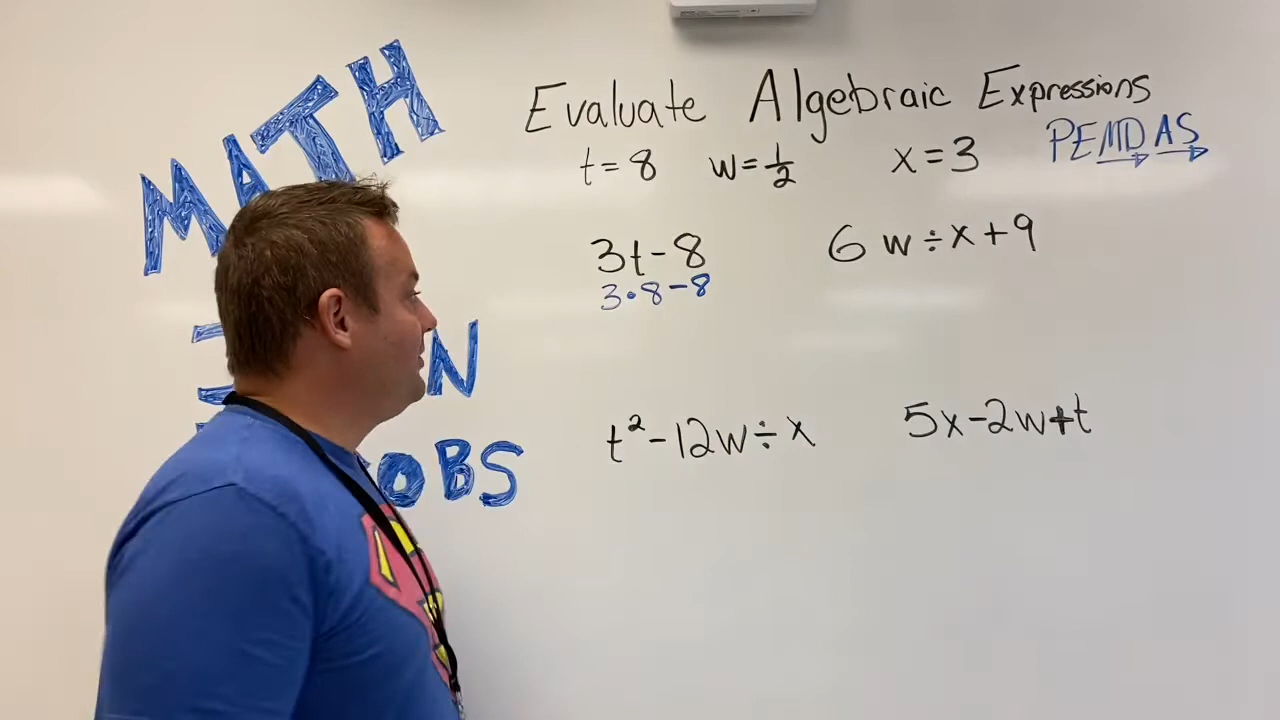 MATH
N
OBS
Evaluate Algebraic Expressions
t=8 w=1/2 x=3 PEMDAS
3t-8 6w÷x+9
3•8-8
t²-12w÷x 5x-2w+t